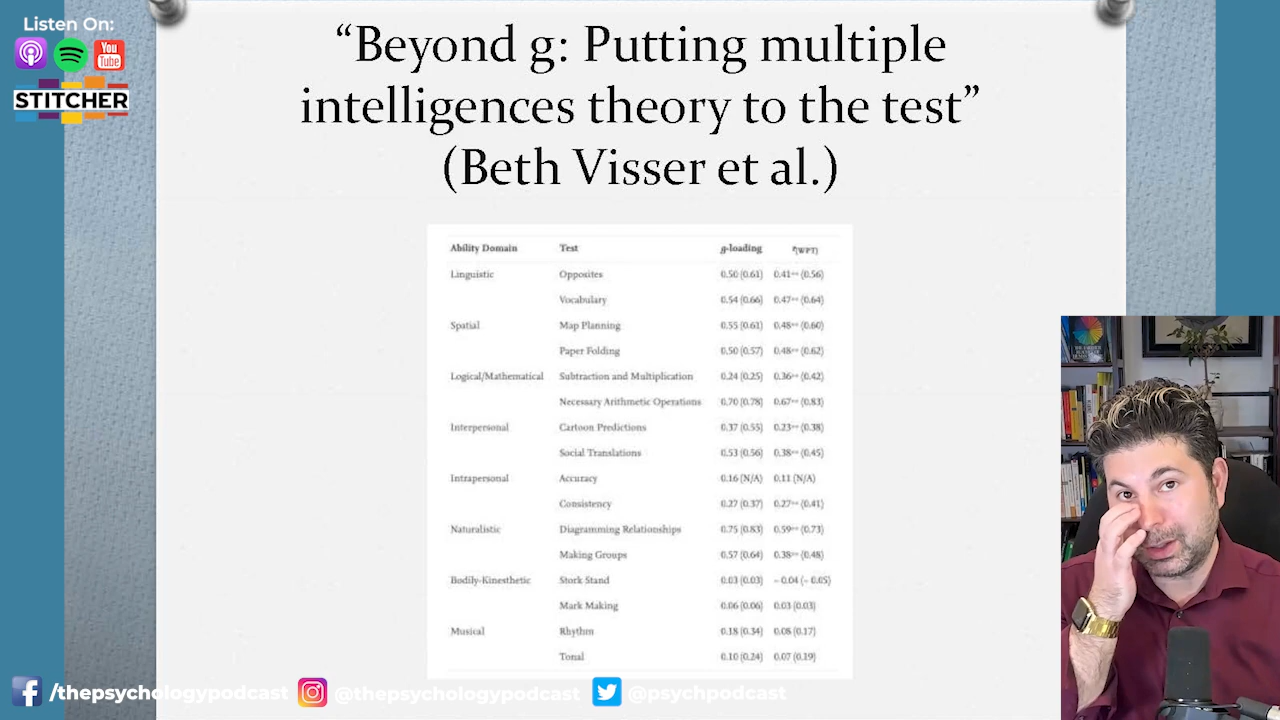 Listen On:
You
Tube
STITCHER
“Beyond g: Putting multiple
intelligences theory to the test”
(Beth Visser et al.)
Ability Domain Test g-loading r(WPT)
Linguistic Opposites 0.50 (0.61) 0.41** (0.56)
Vocabulary 0.54 (0.66) 0.47** (0.64)
Spatial Map Planning 0.55 (0.61) 0.48** (0.60)
Paper Folding 0.50 (0.57) 0.48** (0.62)
Logical/Mathematical Subtraction and Multiplication 0.24 (0.25) 0.36** (0.42)
Necessary Arithmetic Operations 0.70 (0.78) 0.67** (0.83)
Interpersonal Cartoon Predictions 0.37 (0.55) 0.23** (0.38)
Social Translations 0.53 (0.56) 0.38** (0.45)
Intrapersonal Accuracy 0.16 (N/A) 0.11 (N/A)
Consistency 0.27 (0.37) 0.27** (0.41)
Naturalistic Diagramming Relationships 0.75 (0.83) 0.59** (0.73)
Making Groups 0.57 (0.64) 0.38** (0.48)
Bodily-Kinesthetic Stork Stand 0.03 (0.03) − 0.04 (− 0.05)
Mark Making 0.06 (0.06) 0.03 (0.03)
Musical Rhythm 0.18 (0.34) 0.08 (0.17)
Tonal 0.10 (0.24) 0.07 (0.19)
/thepsychologypodcast @thepsychologypodcast @psychpodcast